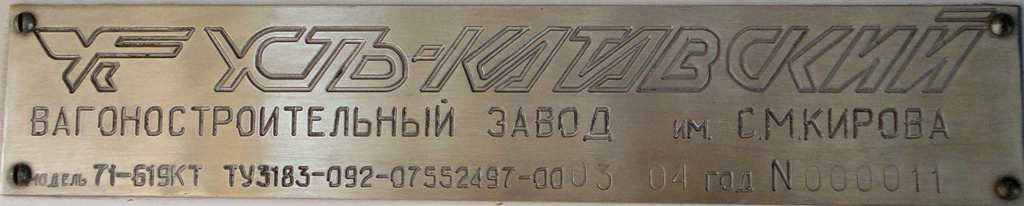 УСТЬ-КАТАВСКИЙ
ВАГОНОСТРОИТЕЛЬНЫЙ ЗАВОД им. С.М.КИРОВА
модель 71-619КТ ТУ3183-092-07552497-0003 04 год N000011